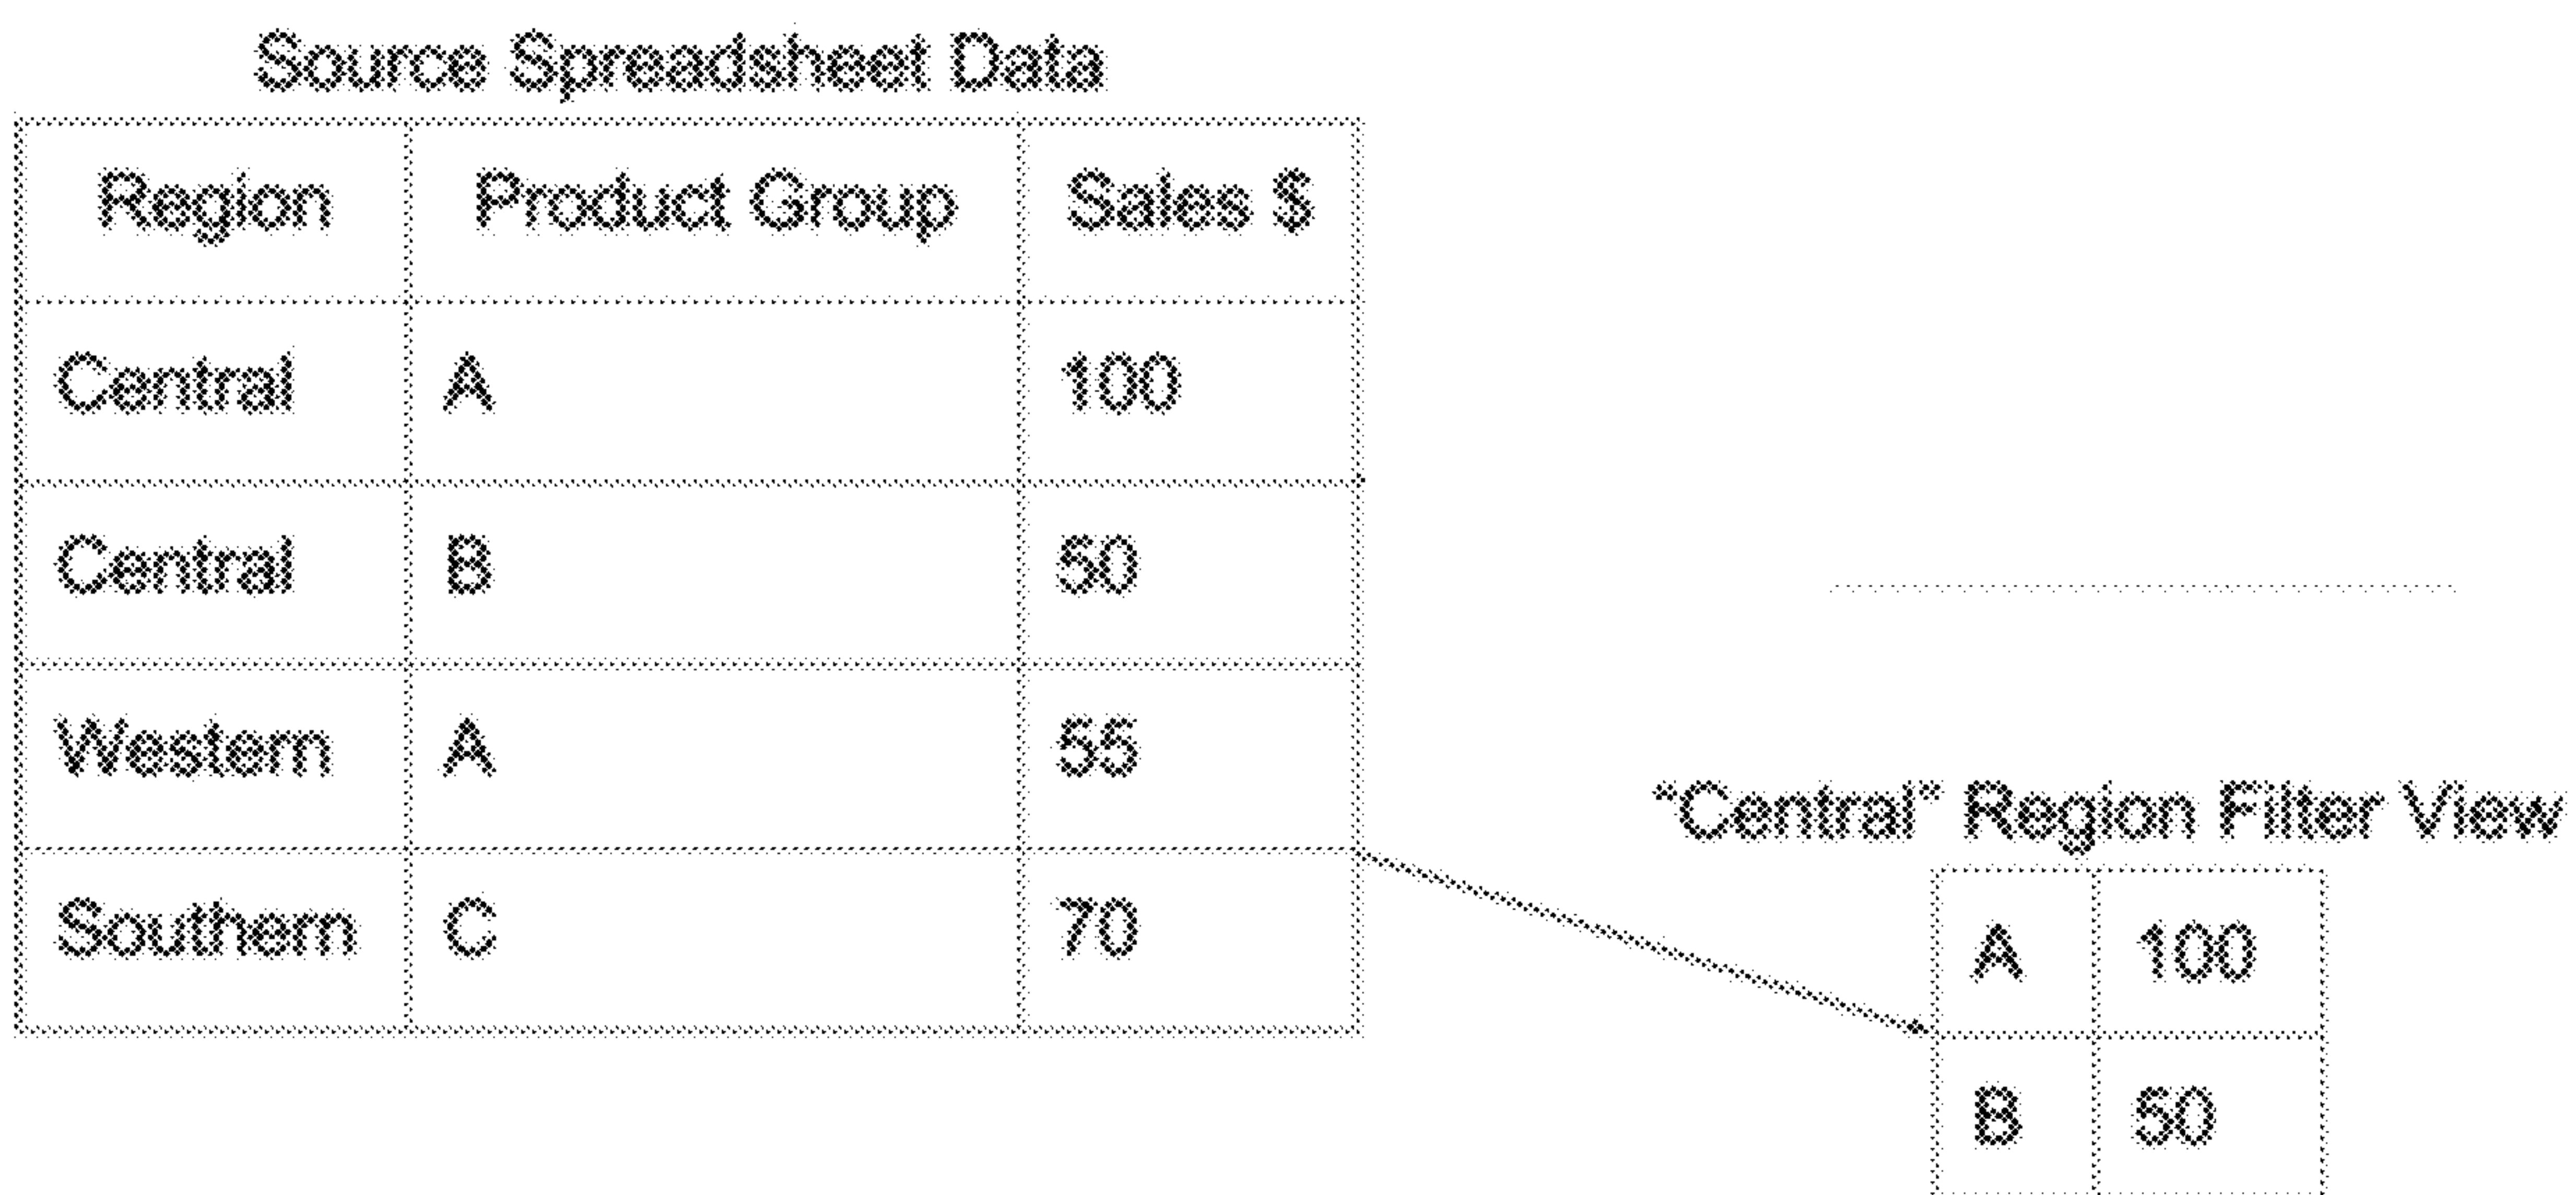 Source Spreadsheet Data
Region Product Group Sales $
Central A 100
Central B 50
Western A 55
Southern C 70
“Central” Region Filter View
A 100
B 50